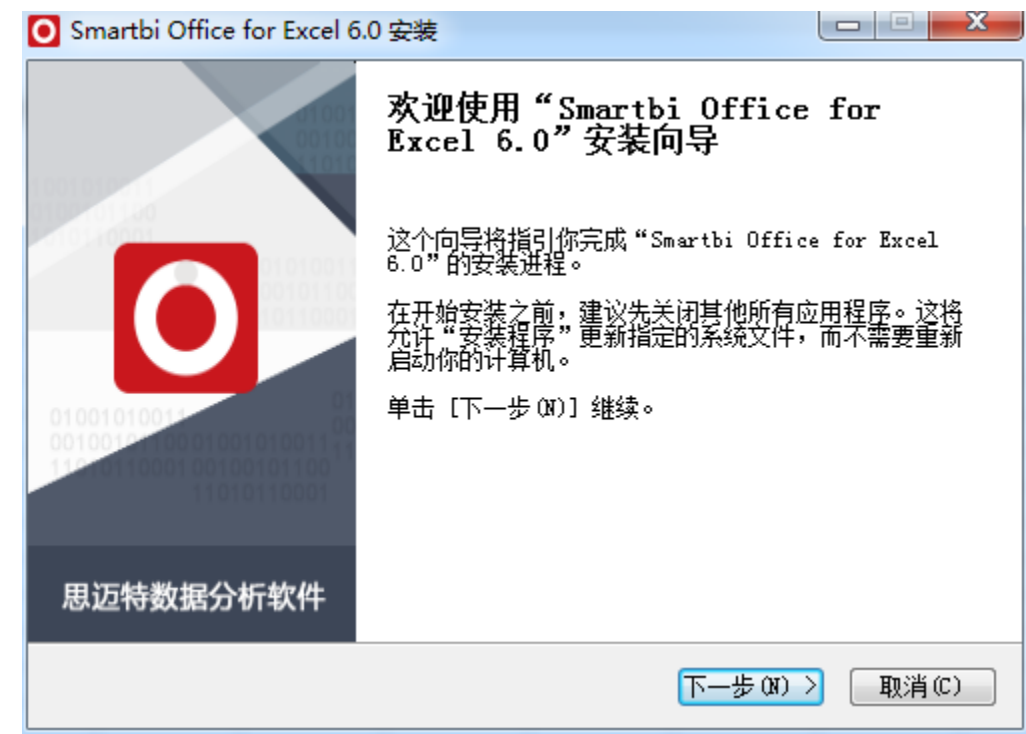 Smartbi Office for Excel 6.0 安装
欢迎使用“Smartbi Office for
Excel 6.0”安装向导
这个向导将指引你完成“Smartbi Office for Excel
6.0”的安装进程。
在开始安装之前，建议先关闭其他所有应用程序。这将
允许“安装程序”更新指定的系统文件，而不需要重新
启动你的计算机。
单击 [下一步(N)] 继续。
思迈特数据分析软件
下一步(N) >
取消(C)